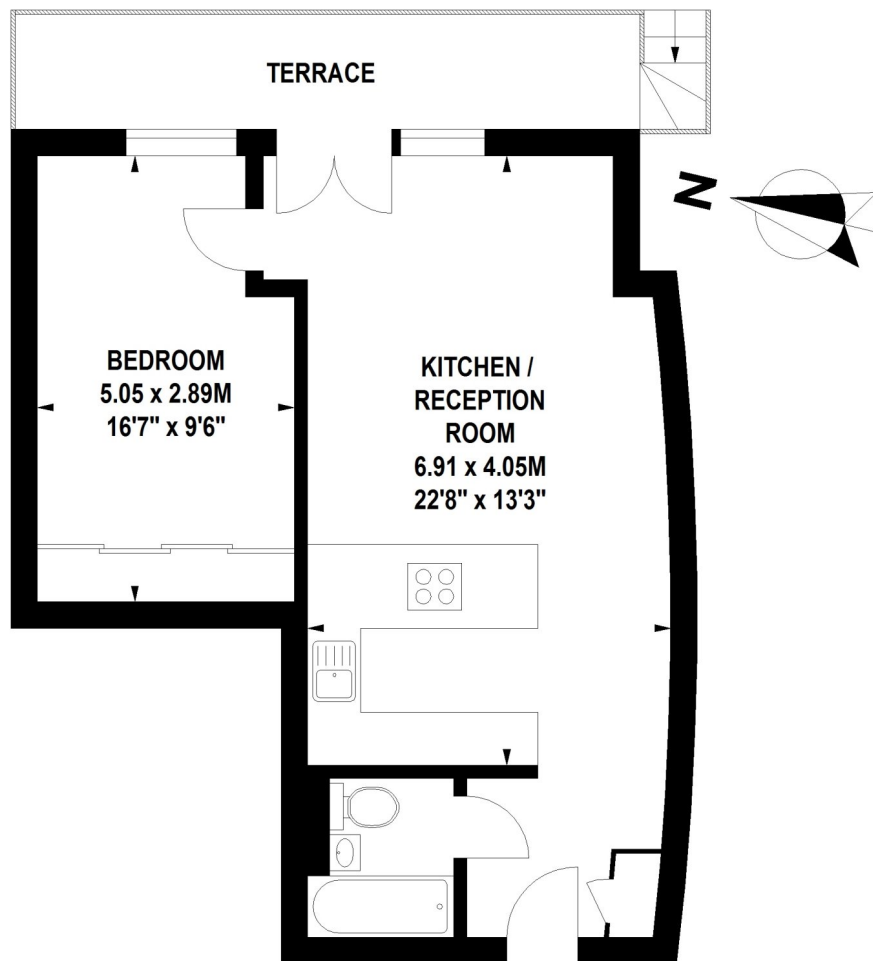 TERRACE
N
BEDROOM
5.05 x 2.89M
16'7" x 9'6"
KITCHEN /
RECEPTION
ROOM
6.91 x 4.05M
22'8" x 13'3"